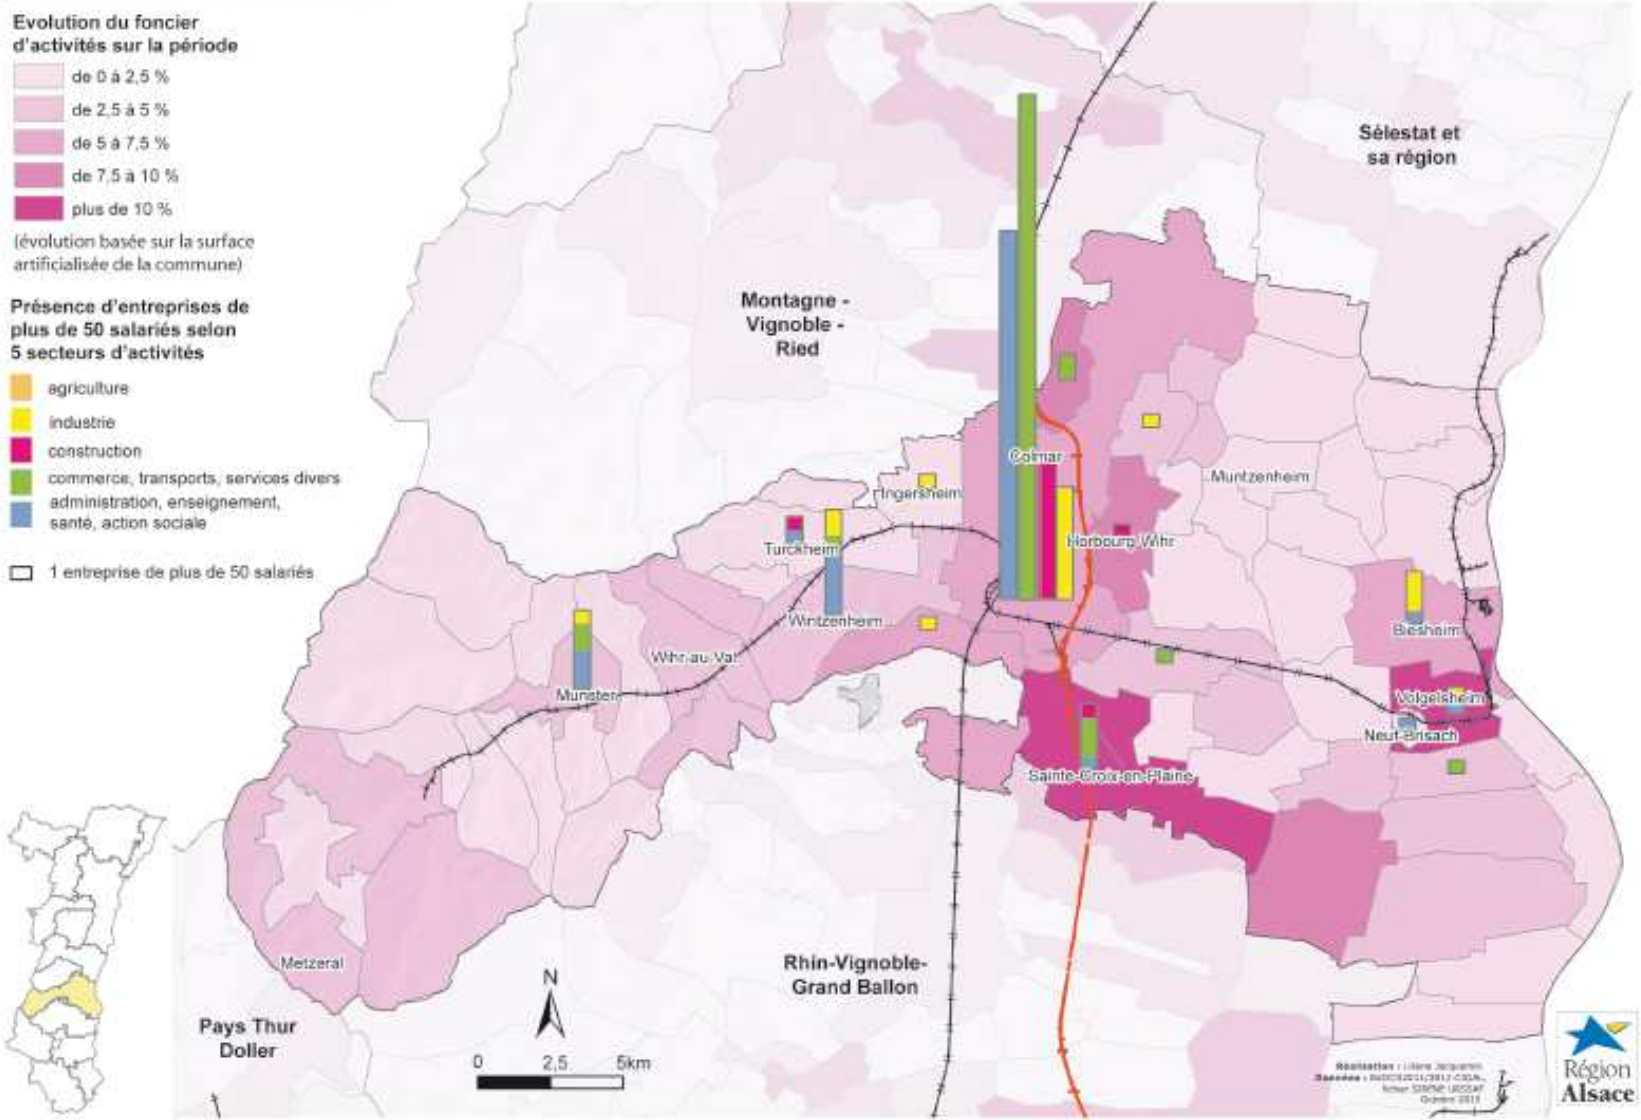 Evolution du foncier
d'activités sur la période
de 0 à 2,5 %
de 2,5 à 5 %
de 5 à 7,5 %
de 7,5 à 10 %
plus de 10 %
(évolution basée sur la surface
artificialisée de la commune)
Présence d'entreprises de
plus de 50 salariés selon
5 secteurs d'activités
agriculture
industrie
construction
commerce, transports, services divers
administration, enseignement,
santé, action sociale
1 entreprise de plus de 50 salariés
Sélestat et
sa région
Montagne -
Vignoble -
Ried
Colmar
Muntzenheim
Ingersheim
Turckheim
Horbourg-Wihr
Wintzenheim
Biesheim
Wihr-au-Val
Munster
Volgelsheim
Neuf-Brisach
Sainte-Croix-en-Plaine
Metzeral
Rhin-Vignoble-
Grand Ballon
Pays Thur
Doller
N
0 2,5 5km
Réalisation :
Données :
Région
Alsace